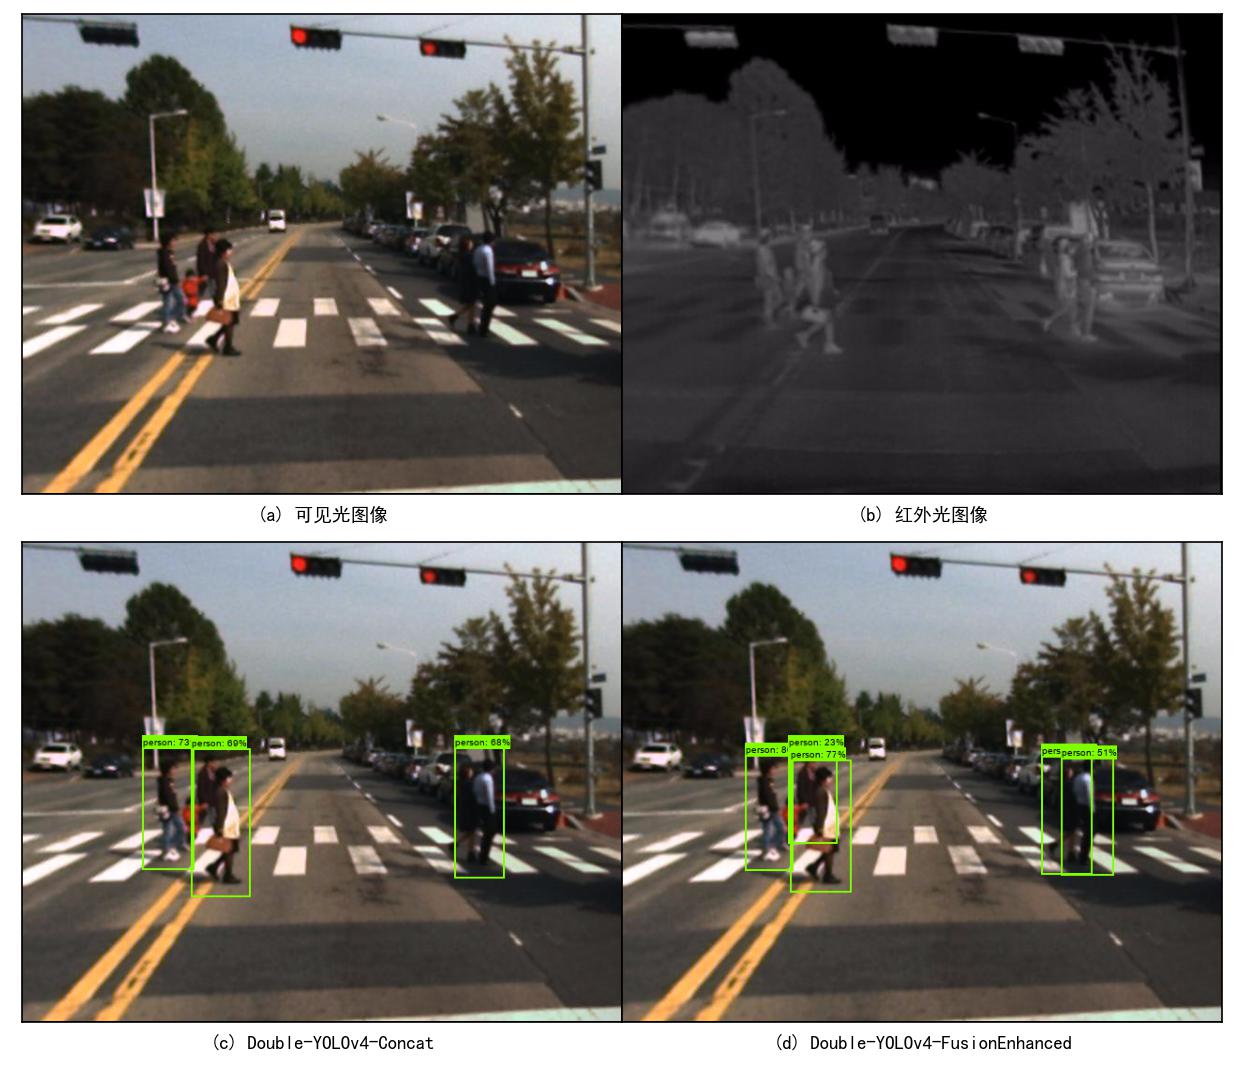 (a) 可见光图像
(b) 红外光图像
person: 73
person: 69%
person: 68%
person: 23%
person: 77%
person: 51%
(c) Double-YOLOv4-Concat
(d) Double-YOLOv4-FusionEnhanced